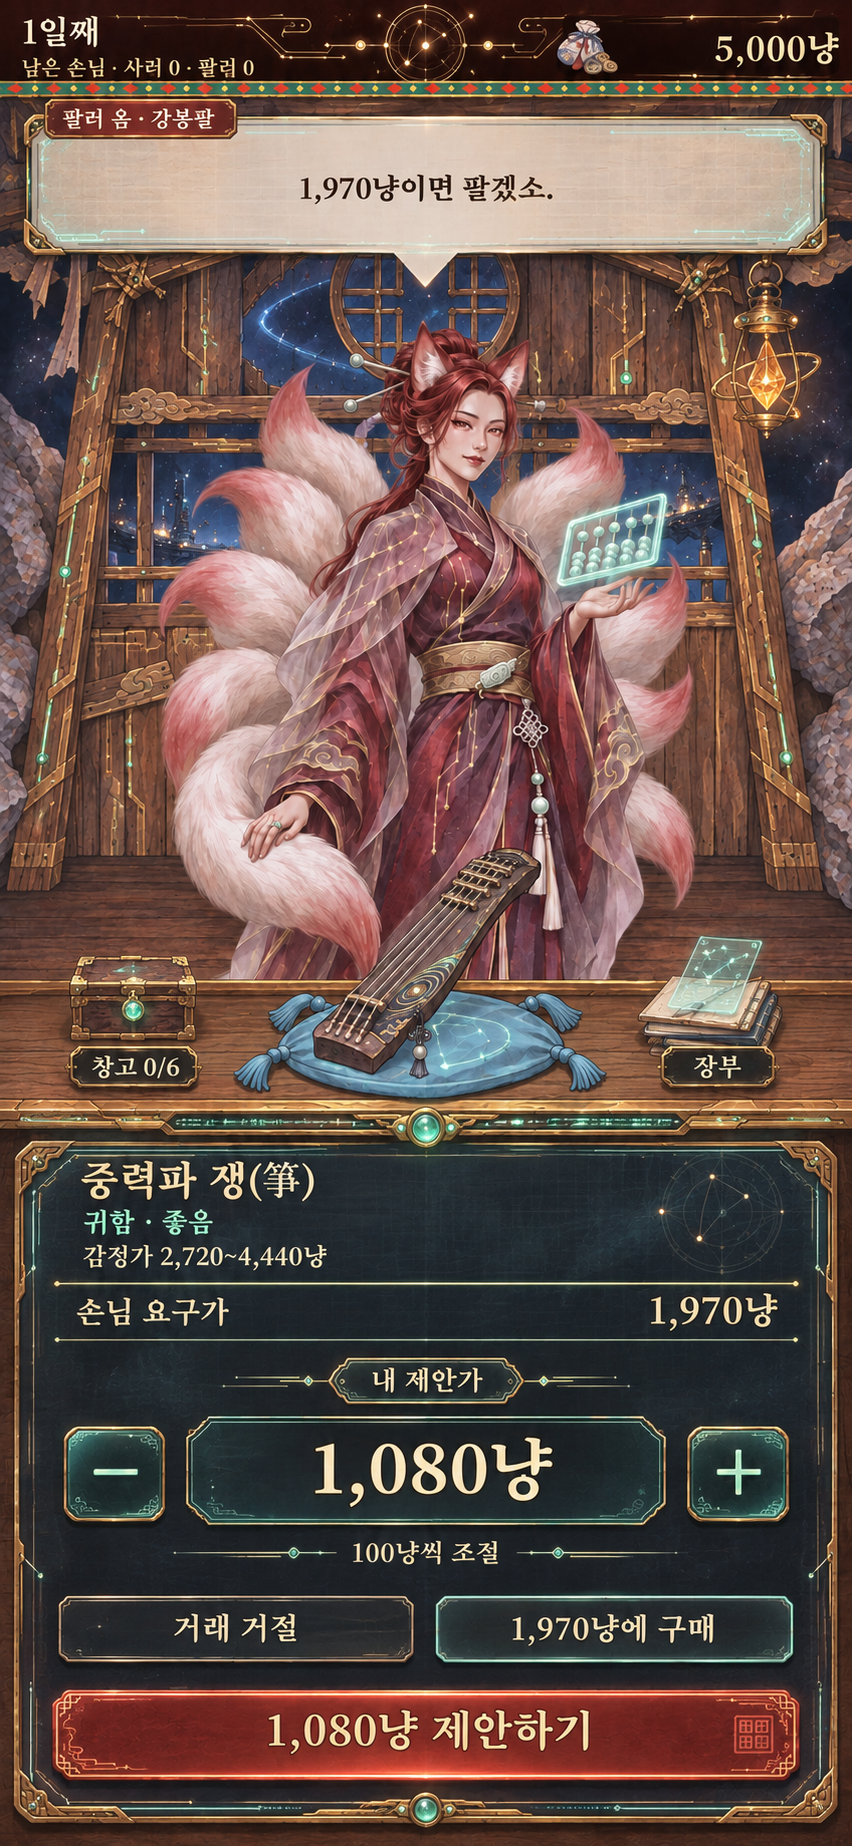 1일째
남은 손님 · 사러 0 · 팔러 0
5,000냥
팔러 옴 · 강봉팔
1,970냥이면 팔겠소.
창고 0/6
장부
중력파 쟁(箏)
귀함 · 좋음
감정가 2,720~4,440냥
손님 요구가
1,970냥
내 제안가
1,080냥
100냥씩 조절
거래 거절
1,970냥에 구매
1,080냥 제안하기